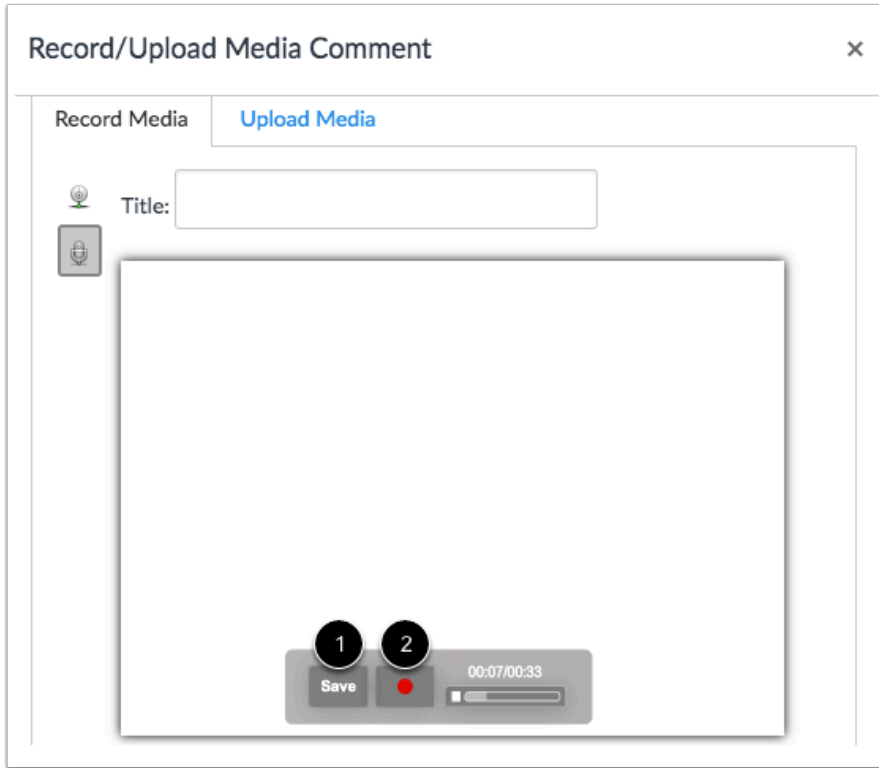 Record/Upload Media Comment ×
Record Media Upload Media
Title:
1 2
Save 00:07/00:33